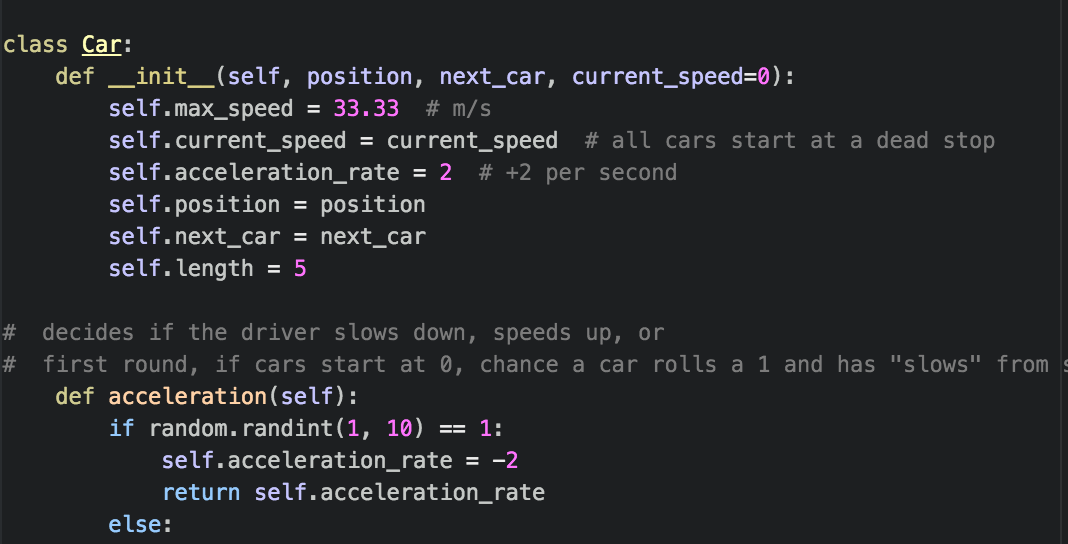 class Car:
    def __init__(self, position, next_car, current_speed=0):
        self.max_speed = 33.33  # m/s
        self.current_speed = current_speed  # all cars start at a dead stop
        self.acceleration_rate = 2  # +2 per second
        self.position = position
        self.next_car = next_car
        self.length = 5
#  decides if the driver slows down, speeds up, or
#  first round, if cars start at 0, chance a car rolls a 1 and has "slows" from
    def acceleration(self):
        if random.randint(1, 10) == 1:
            self.acceleration_rate = -2
            return self.acceleration_rate
        else: